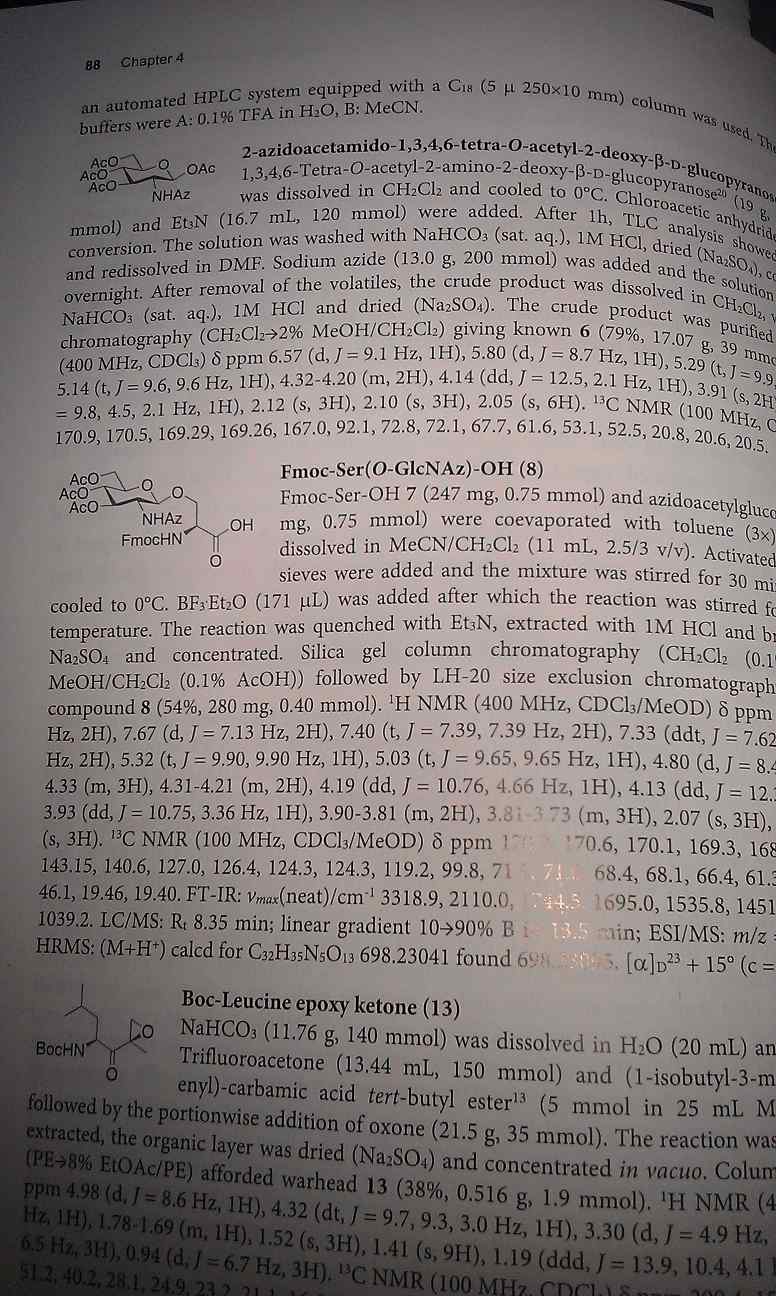 88 Chapter 4
an automated HPLC system equipped with a C₁₈ (5 μ 250×10 mm) column was used. The
buffers were A: 0.1% TFA in H₂O, B: MeCN.
AcO
AcO
AcO
O
OAc
NHAz
2-azidoacetamido-1,3,4,6-tetra-O-acetyl-2-deoxy-β-D-glucopyranos
1,3,4,6-Tetra-O-acetyl-2-amino-2-deoxy-β-D-glucopyranose²⁰ (19 g,
was dissolved in CH₂Cl₂ and cooled to 0°C. Chloroacetic anhydride
mmol) and Et₃N (16.7 mL, 120 mmol) were added. After 1h, TLC analysis showed
conversion. The solution was washed with NaHCO₃ (sat. aq.), 1M HCl, dried (Na₂SO₄), co
and redissolved in DMF. Sodium azide (13.0 g, 200 mmol) was added and the solution
overnight. After removal of the volatiles, the crude product was dissolved in CH₂Cl₂,
NaHCO₃ (sat. aq.), 1M HCl and dried (Na₂SO₄). The crude product was purified
chromatography (CH₂Cl₂→2% MeOH/CH₂Cl₂) giving known 6 (79%, 17.07 g, 39 mmo
(400 MHz, CDCl₃) δ ppm 6.57 (d, J = 9.1 Hz, 1H), 5.80 (d, J = 8.7 Hz, 1H), 5.29 (t, J = 9.9,
5.14 (t, J = 9.6, 9.6 Hz, 1H), 4.32-4.20 (m, 2H), 4.14 (dd, J = 12.5, 2.1 Hz, 1H), 3.91 (s, 2H
= 9.8, 4.5, 2.1 Hz, 1H), 2.12 (s, 3H), 2.10 (s, 3H), 2.05 (s, 6H). ¹³C NMR (100 MHz, C
170.9, 170.5, 169.29, 169.26, 167.0, 92.1, 72.8, 72.1, 67.7, 61.6, 53.1, 52.5, 20.8, 20.6, 20.5.
AcO
AcO
AcO
O
O
NHAz
FmocHN
OH
O
Fmoc-Ser(O-GlcNAz)-OH (8)
Fmoc-Ser-OH 7 (247 mg, 0.75 mmol) and azidoacetylgluco
mg, 0.75 mmol) were coevaporated with toluene (3x)
dissolved in MeCN/CH₂Cl₂ (11 mL, 2.5/3 v/v). Activated
sieves were added and the mixture was stirred for 30 mi
cooled to 0°C. BF₃·Et₂O (171 μL) was added after which the reaction was stirred fo
temperature. The reaction was quenched with Et₃N, extracted with 1M HCl and br
Na₂SO₄ and concentrated. Silica gel column chromatography (CH₂Cl₂ (0.1
MeOH/CH₂Cl₂ (0.1% AcOH)) followed by LH-20 size exclusion chromatograph
compound 8 (54%, 280 mg, 0.40 mmol). ¹H NMR (400 MHz, CDCl₃/MeOD) δ ppm
Hz, 2H), 7.67 (d, J = 7.13 Hz, 2H), 7.40 (t, J = 7.39, 7.39 Hz, 2H), 7.33 (ddt, J = 7.62
Hz, 2H), 5.32 (t, J = 9.90, 9.90 Hz, 1H), 5.03 (t, J = 9.65, 9.65 Hz, 1H), 4.80 (d, J = 8.4
4.33 (m, 3H), 4.31-4.21 (m, 2H), 4.19 (dd, J = 10.76, 4.66 Hz, 1H), 4.13 (dd, J = 12.
3.93 (dd, J = 10.75, 3.36 Hz, 1H), 3.90-3.81 (m, 2H), 3.81-3.73 (m, 3H), 2.07 (s, 3H),
(s, 3H). ¹³C NMR (100 MHz, CDCl₃/MeOD) δ ppm 170.6, 170.1, 169.3, 168
143.15, 140.6, 127.0, 126.4, 124.3, 124.3, 119.2, 99.8, 68.4, 68.1, 66.4, 61.3
46.1, 19.46, 19.40. FT-IR: νmax(neat)/cm⁻¹ 3318.9, 2110.0, 1744.5, 1695.0, 1535.8, 1451
1039.2. LC/MS: Rt 8.35 min; linear gradient 10→90% B in 13.5 min; ESI/MS: m/z =
HRMS: (M+H⁺) calcd for C₃₂H₃₅N₅O₁₃ 698.23041 found [α]D²³ + 15° (c =
BocHN
O
O
Boc-Leucine epoxy ketone (13)
NaHCO₃ (11.76 g, 140 mmol) was dissolved in H₂O (20 mL) an
Trifluoroacetone (13.44 mL, 150 mmol) and (1-isobutyl-3-m
enyl)-carbamic acid tert-butyl ester¹³ (5 mmol in 25 mL M
followed by the portionwise addition of oxone (21.5 g, 35 mmol). The reaction was
extracted, the organic layer was dried (Na₂SO₄) and concentrated in vacuo. Colum
(PE→8% EtOAc/PE) afforded warhead 13 (38%, 0.516 g, 1.9 mmol). ¹H NMR (4
ppm 4.98 (d, J = 8.6 Hz, 1H), 4.32 (dt, J = 9.7, 9.3, 3.0 Hz, 1H), 3.30 (d, J = 4.9 Hz,
Hz, 1H), 1.78-1.69 (m, 1H), 1.52 (s, 3H), 1.41 (s, 9H), 1.19 (ddd, J = 13.9, 10.4, 4.1
6.5 Hz, 3H), 0.94 (d, J = 6.7 Hz, 3H). ¹³C NMR (100 MHz, CDCl₃) δ ppm
51.2, 40.2, 28.1, 24.9, 23.2